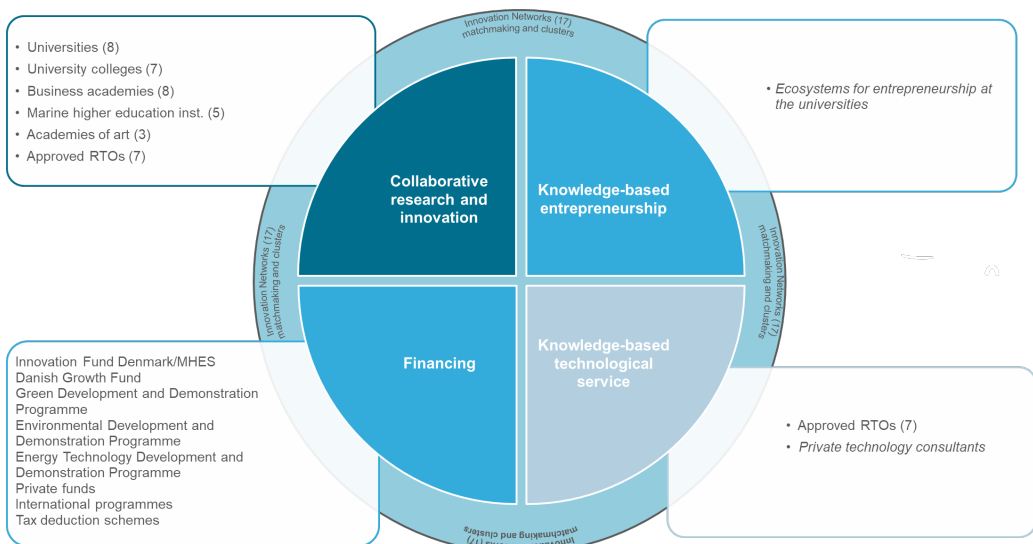 Innovation Networks (17)
matchmaking and clusters
• Universities (8)
• University colleges (7)
• Business academies (8)
• Marine higher education inst. (5)
• Academies of art (3)
• Approved RTOs (7)
• Ecosystems for entrepreneurship at
the universities
Collaborative
research and
innovation
Knowledge-based
entrepreneurship
Innovation Networks (17)
matchmaking and clusters
Innovation Networks (17)
matchmaking and clusters
Financing
Knowledge-based
technological
service
Innovation Fund Denmark/MHES
Danish Growth Fund
Green Development and Demonstration
Programme
Environmental Development and
Demonstration Programme
Energy Technology Development and
Demonstration Programme
Private funds
International programmes
Tax deduction schemes
• Approved RTOs (7)
• Private technology consultants
matchmaking and clusters